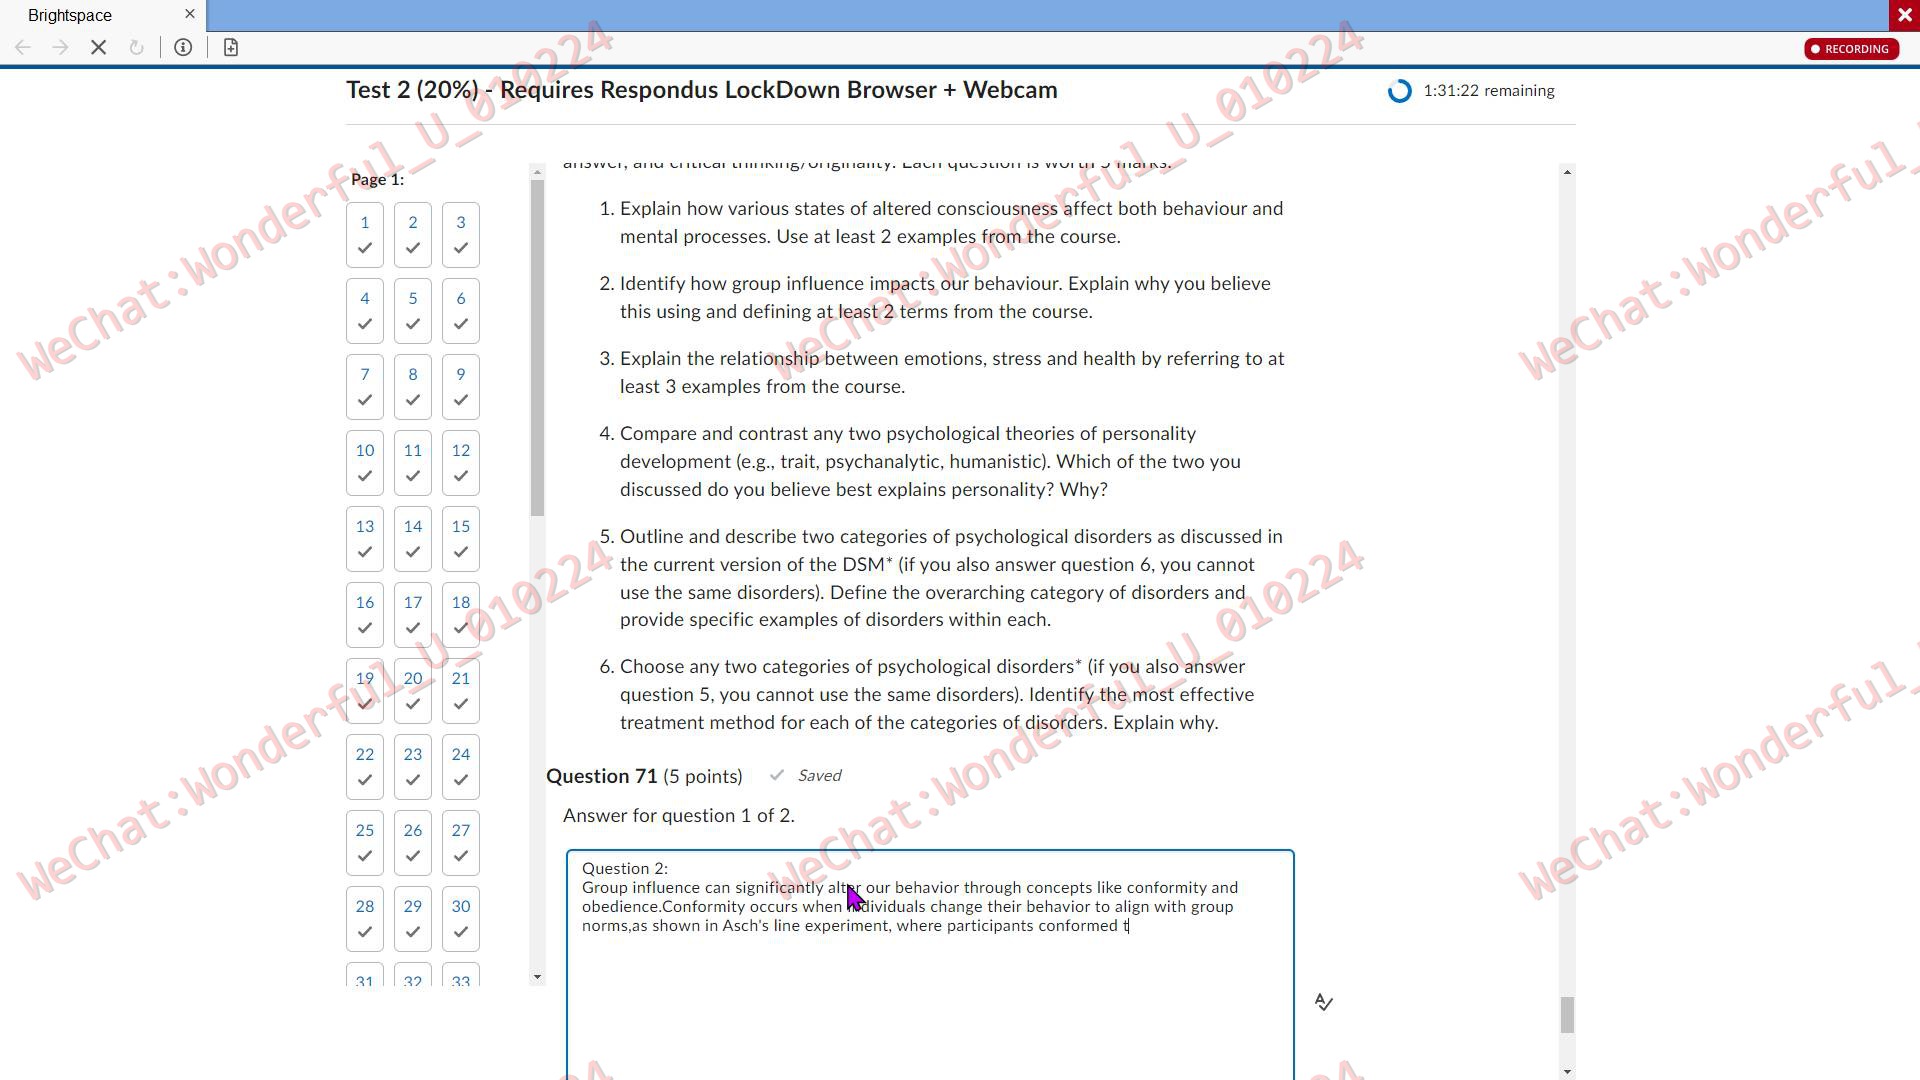 Brightspace
RECORDING
Test 2 (20%) - Requires Respondus LockDown Browser + Webcam
1:31:22 remaining
answer, and critical thinking/originality. Each question is worth 5 marks.
Page 1:
1 2 3
4 5 6
7 8 9
10 11 12
13 14 15
16 17 18
19 20 21
22 23 24
25 26 27
28 29 30
31 32 33
1. Explain how various states of altered consciousness affect both behaviour and
mental processes. Use at least 2 examples from the course.
2. Identify how group influence impacts our behaviour. Explain why you believe
this using and defining at least 2 terms from the course.
3. Explain the relationship between emotions, stress and health by referring to at
least 3 examples from the course.
4. Compare and contrast any two psychological theories of personality
development (e.g., trait, psychanalytic, humanistic). Which of the two you
discussed do you believe best explains personality? Why?
5. Outline and describe two categories of psychological disorders as discussed in
the current version of the DSM* (if you also answer question 6, you cannot
use the same disorders). Define the overarching category of disorders and
provide specific examples of disorders within each.
6. Choose any two categories of psychological disorders* (if you also answer
question 5, you cannot use the same disorders). Identify the most effective
treatment method for each of the categories of disorders. Explain why.
Question 71 (5 points) Saved
Answer for question 1 of 2.
Question 2:
Group influence can significantly alter our behavior through concepts like conformity and
obedience.Conformity occurs when individuals change their behavior to align with group
norms,as shown in Asch's line experiment, where participants conformed t
WeChat:Wonderful_U_010224
WeChat:Wonderful_U_010224
WeChat:Wonderful_
WeChat:Wonderful_U_010224
WeChat:Wonderful_U_010224
WeChat:Wonderful_